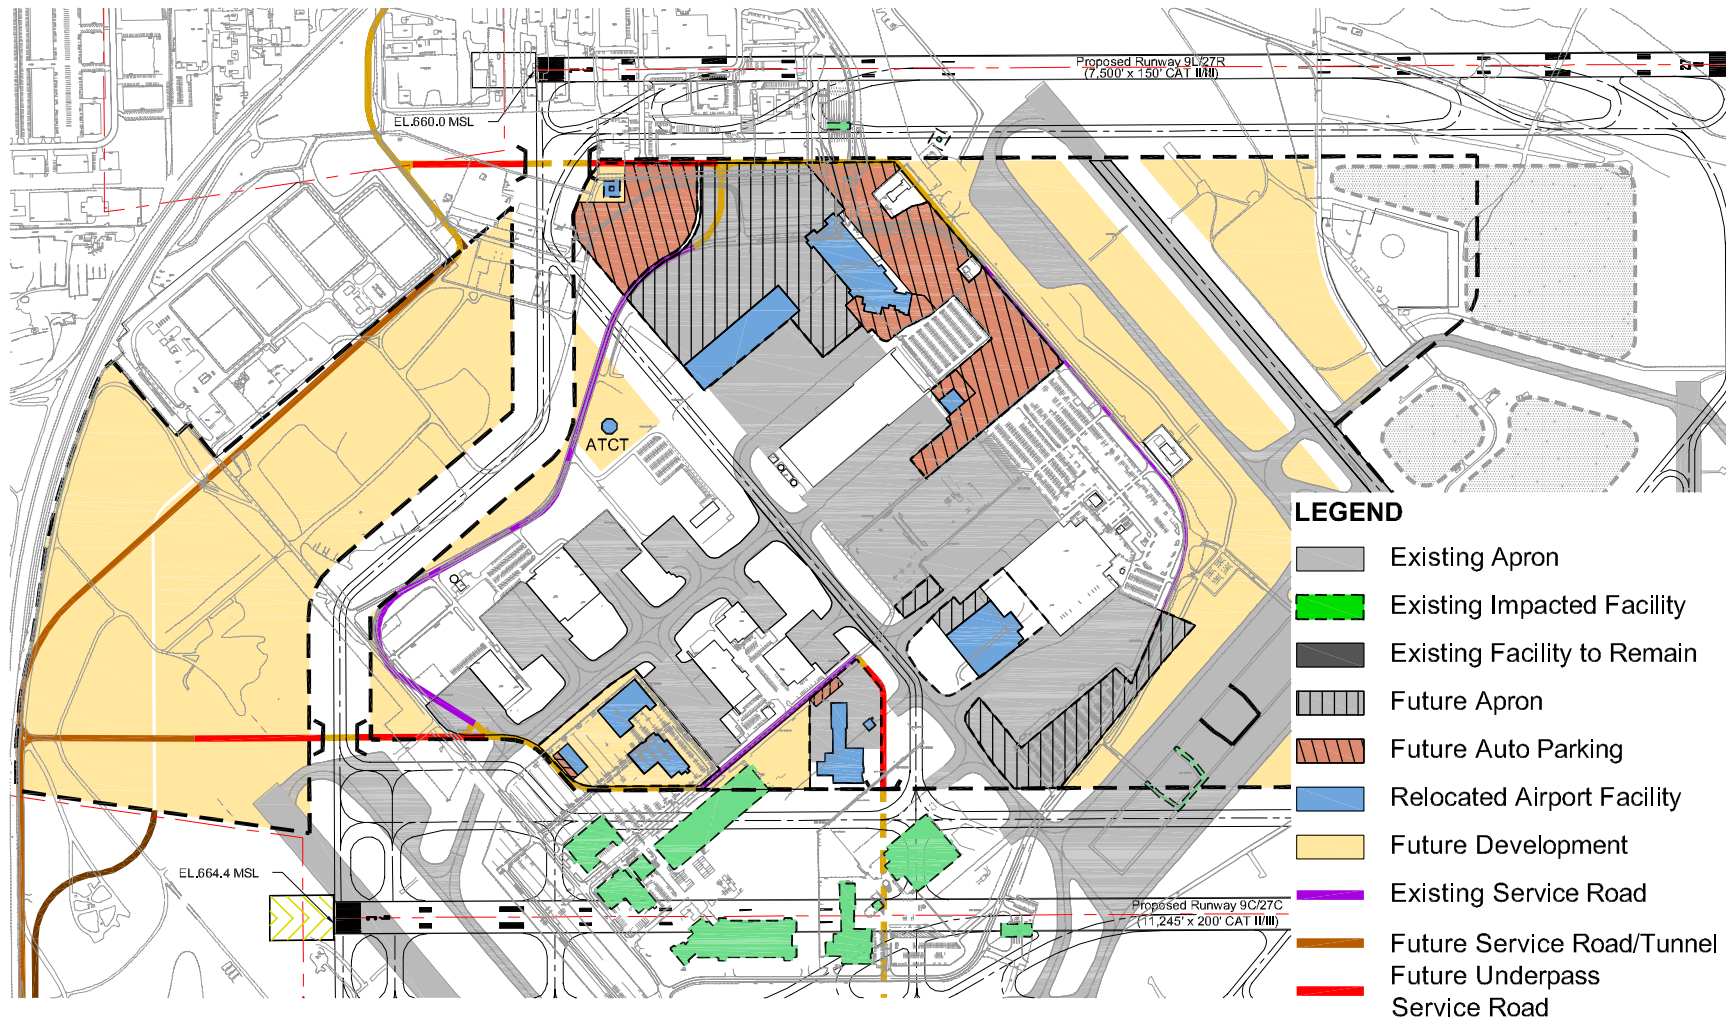 Proposed Runway 9L/27R
(7,500' x 150' CAT II/III)
27
EL.660.0 MSL
ATCT
LEGEND
Existing Apron
Existing Impacted Facility
Existing Facility to Remain
Future Apron
Future Auto Parking
Relocated Airport Facility
Future Development
Existing Service Road
Future Service Road/Tunnel
Future Underpass
Service Road
EL.664.4 MSL
Proposed Runway 9C/27C
(11,245' x 200' CAT II/III)